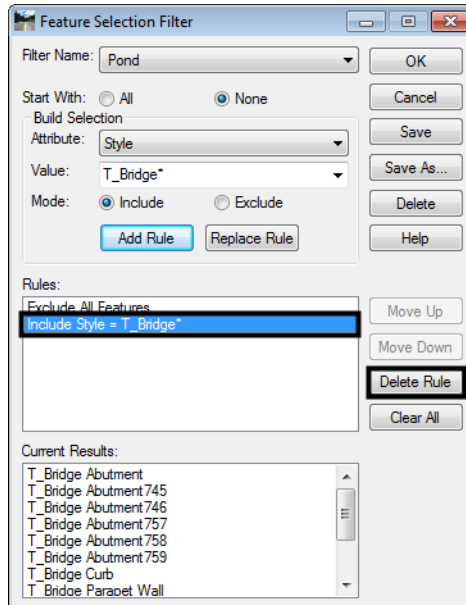 Feature Selection Filter
Filter Name: Pond
OK
Start With: All None
Cancel
Build Selection
Attribute: Style
Save
Value: T_Bridge*
Save As...
Mode: Include Exclude
Delete
Add Rule Replace Rule
Help
Rules:
Exclude All Features
Include Style = T_Bridge*
Move Up
Move Down
Delete Rule
Clear All
Current Results:
T_Bridge Abutment
T_Bridge Abutment745
T_Bridge Abutment746
T_Bridge Abutment757
T_Bridge Abutment758
T_Bridge Abutment759
T_Bridge Curb
T_Bridge Parapet Wall